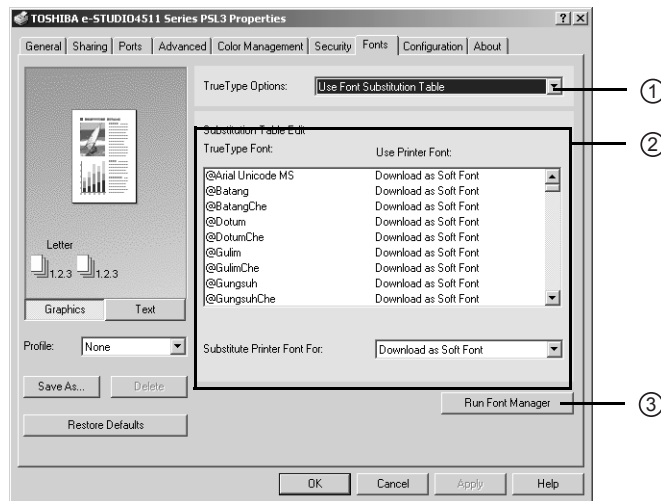 TOSHIBA e-STUDIO4511 Series PSL3 Properties
General Sharing Ports Advanced Color Management Security Fonts Configuration About
TrueType Options: Use Font Substitution Table
1
Substitution Table Edit
2
TrueType Font: Use Printer Font:
@Arial Unicode MS Download as Soft Font
@Batang Download as Soft Font
@BatangChe Download as Soft Font
@Dotum Download as Soft Font
@DotumChe Download as Soft Font
@Gulim Download as Soft Font
@GulimChe Download as Soft Font
@Gungsuh Download as Soft Font
@GungsuhChe Download as Soft Font
Letter
1.2.3 1.2.3
Graphics Text
Profile: None
Substitute Printer Font For: Download as Soft Font
Save As... Delete
Run Font Manager
3
Restore Defaults
OK Cancel Apply Help